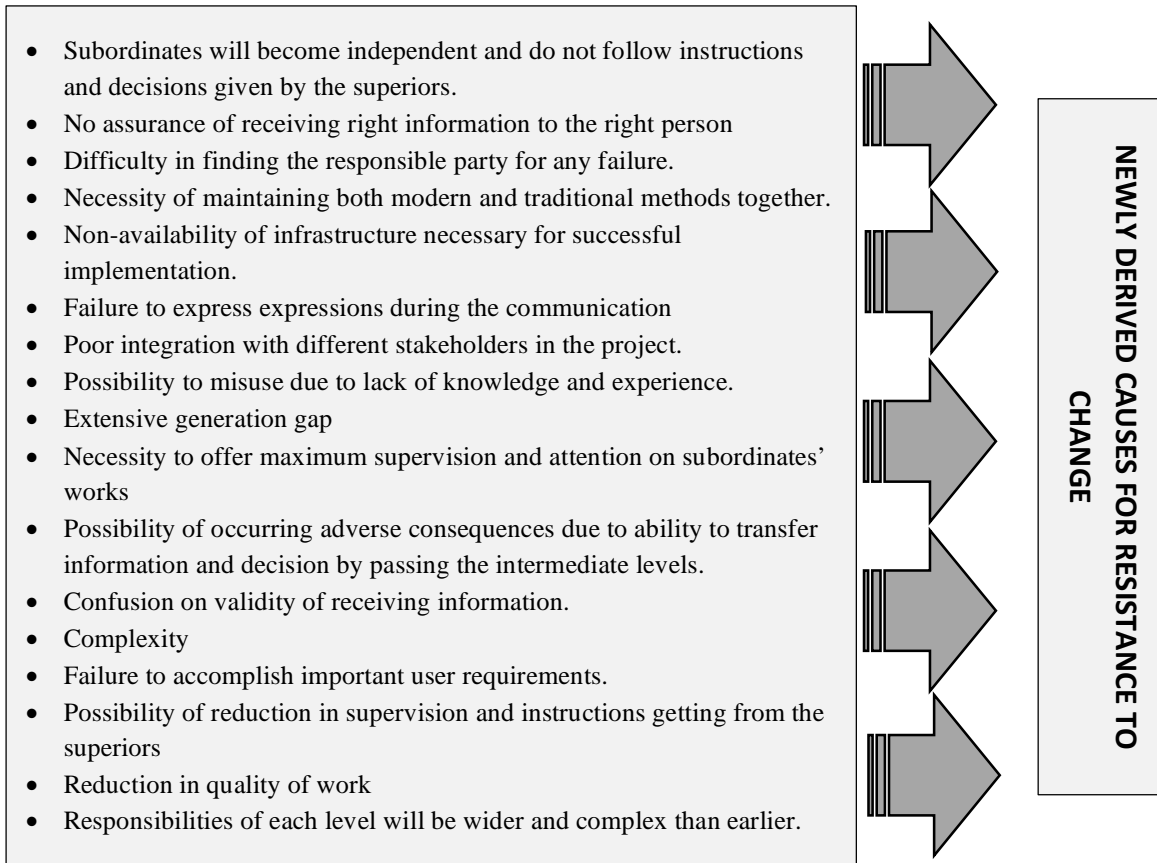 • Subordinates will become independent and do not follow instructions
and decisions given by the superiors.
• No assurance of receiving right information to the right person
• Difficulty in finding the responsible party for any failure.
• Necessity of maintaining both modern and traditional methods together.
• Non-availability of infrastructure necessary for successful
implementation.
• Failure to express expressions during the communication
• Poor integration with different stakeholders in the project.
• Possibility to misuse due to lack of knowledge and experience.
• Extensive generation gap
• Necessity to offer maximum supervision and attention on subordinates’
works
• Possibility of occurring adverse consequences due to ability to transfer
information and decision by passing the intermediate levels.
• Confusion on validity of receiving information.
• Complexity
• Failure to accomplish important user requirements.
• Possibility of reduction in supervision and instructions getting from the
superiors
• Reduction in quality of work
• Responsibilities of each level will be wider and complex than earlier.
NEWLY DERIVED CAUSES FOR RESISTANCE TO
CHANGE